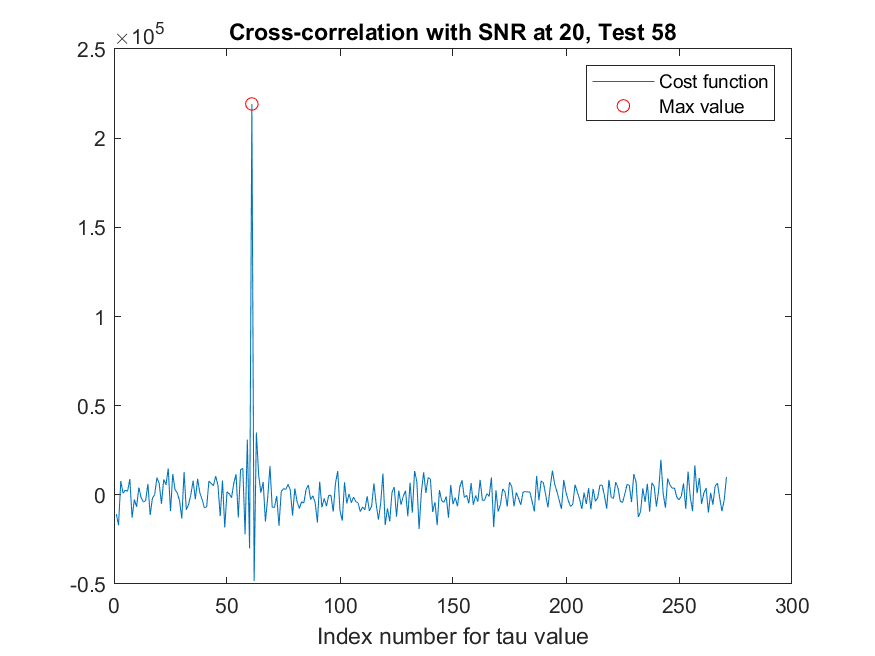 Cross-correlation with SNR at 20, Test 58
×10^5
2.5
2
1.5
1
0.5
0
-0.5
0 50 100 150 200 250 300
Index number for tau value
Cost function
Max value